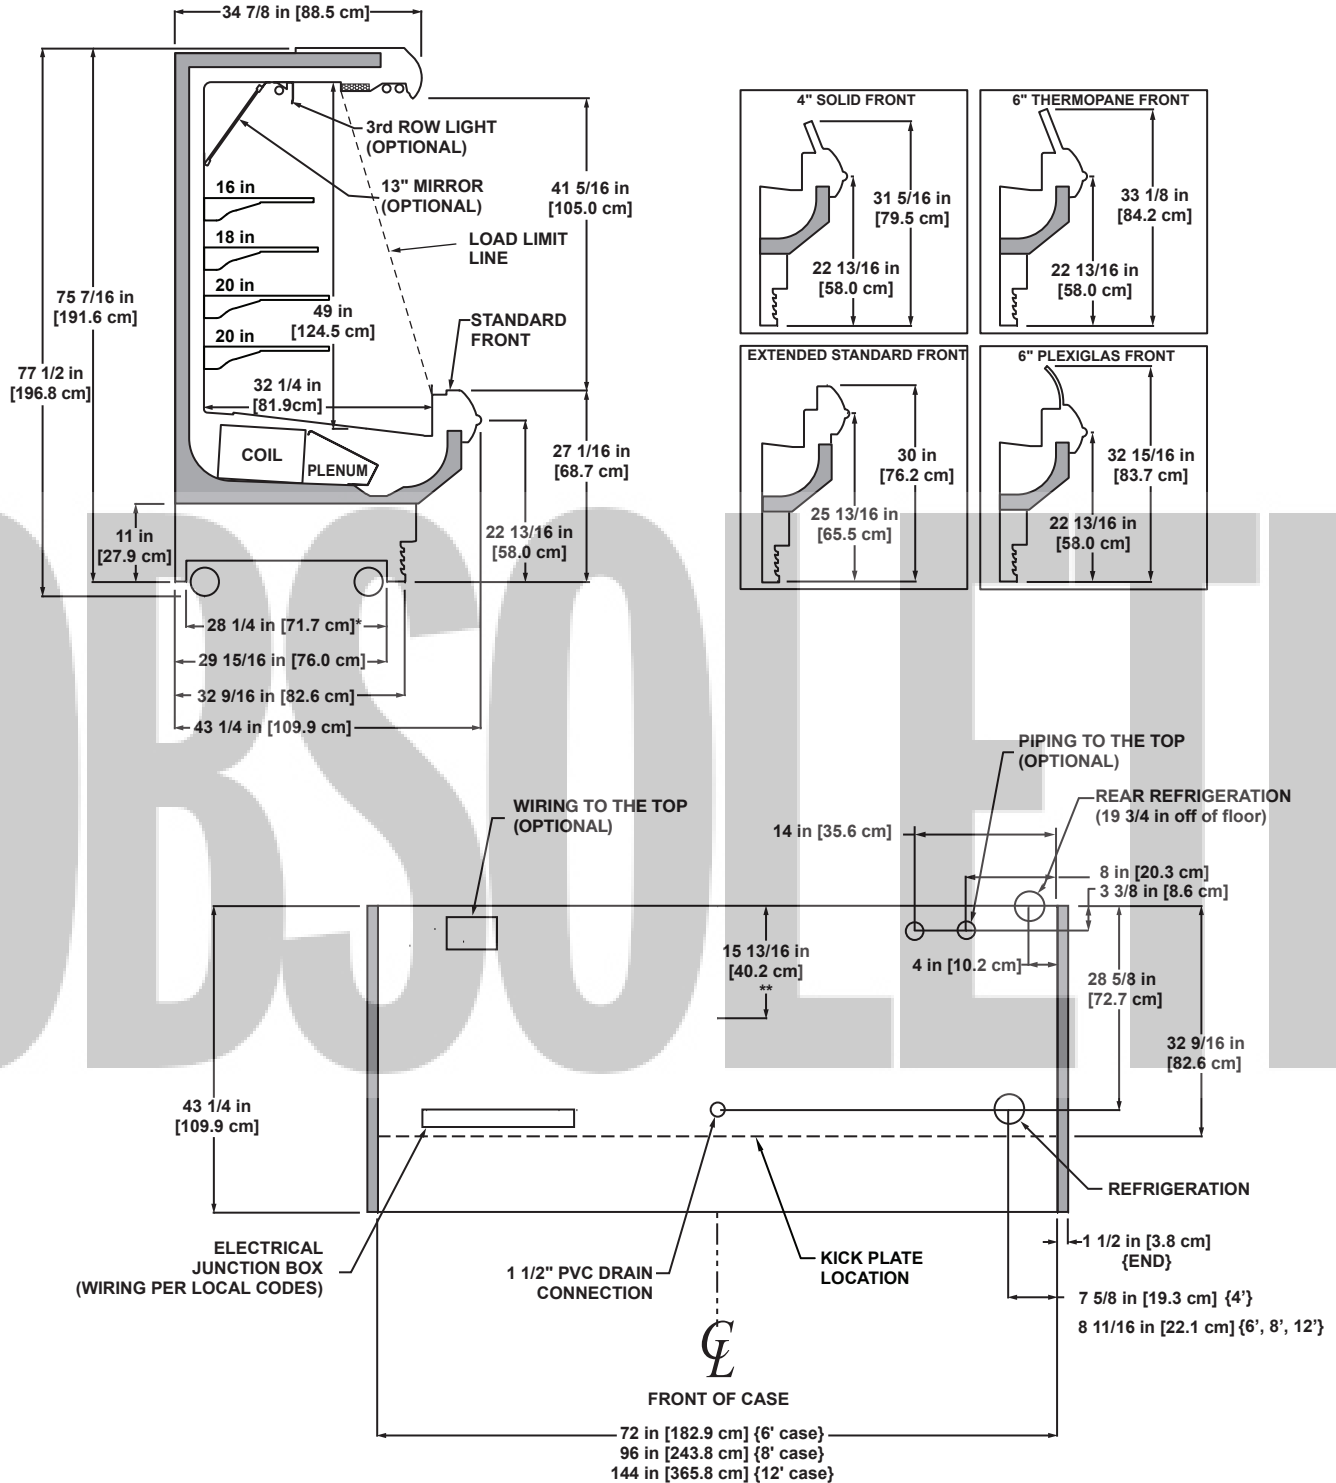 34 7/8 in [88.5 cm]
3rd ROW LIGHT
(OPTIONAL)
13" MIRROR
(OPTIONAL)
16 in
18 in
20 in
20 in
LOAD LIMIT
LINE
41 5/16 in
[105.0 cm]
75 7/16 in
[191.6 cm]
77 1/2 in
[196.8 cm]
49 in
[124.5 cm]
STANDARD
FRONT
32 1/4 in
[81.9cm]
COIL
PLENUM
27 1/16 in
[68.7 cm]
22 13/16 in
[58.0 cm]
11 in
[27.9 cm]
28 1/4 in [71.7 cm]*
29 15/16 in [76.0 cm]
32 9/16 in [82.6 cm]
43 1/4 in [109.9 cm]
4" SOLID FRONT
31 5/16 in
[79.5 cm]
22 13/16 in
[58.0 cm]
6" THERMOPANE FRONT
33 1/8 in
[84.2 cm]
22 13/16 in
[58.0 cm]
EXTENDED STANDARD FRONT
30 in
[76.2 cm]
25 13/16 in
[65.5 cm]
6" PLEXIGLAS FRONT
32 15/16 in
[83.7 cm]
22 13/16 in
[58.0 cm]
OBSOLETE
PIPING TO THE TOP
(OPTIONAL)
REAR REFRIGERATION
(19 3/4 in off of floor)
WIRING TO THE TOP
(OPTIONAL)
14 in [35.6 cm]
8 in [20.3 cm]
3 3/8 in [8.6 cm]
15 13/16 in
[40.2 cm]
**
4 in [10.2 cm]
28 5/8 in
[72.7 cm]
32 9/16 in
[82.6 cm]
43 1/4 in
[109.9 cm]
REFRIGERATION
ELECTRICAL
JUNCTION BOX
(WIRING PER LOCAL CODES)
1 1/2" PVC DRAIN
CONNECTION
KICK PLATE
LOCATION
1 1/2 in [3.8 cm]
{END}
7 5/8 in [19.3 cm] {4’}
8 11/16 in [22.1 cm] {6’, 8’, 12’}
CL
FRONT OF CASE
72 in [182.9 cm] {6' case}
96 in [243.8 cm] {8' case}
144 in [365.8 cm] {12' case}